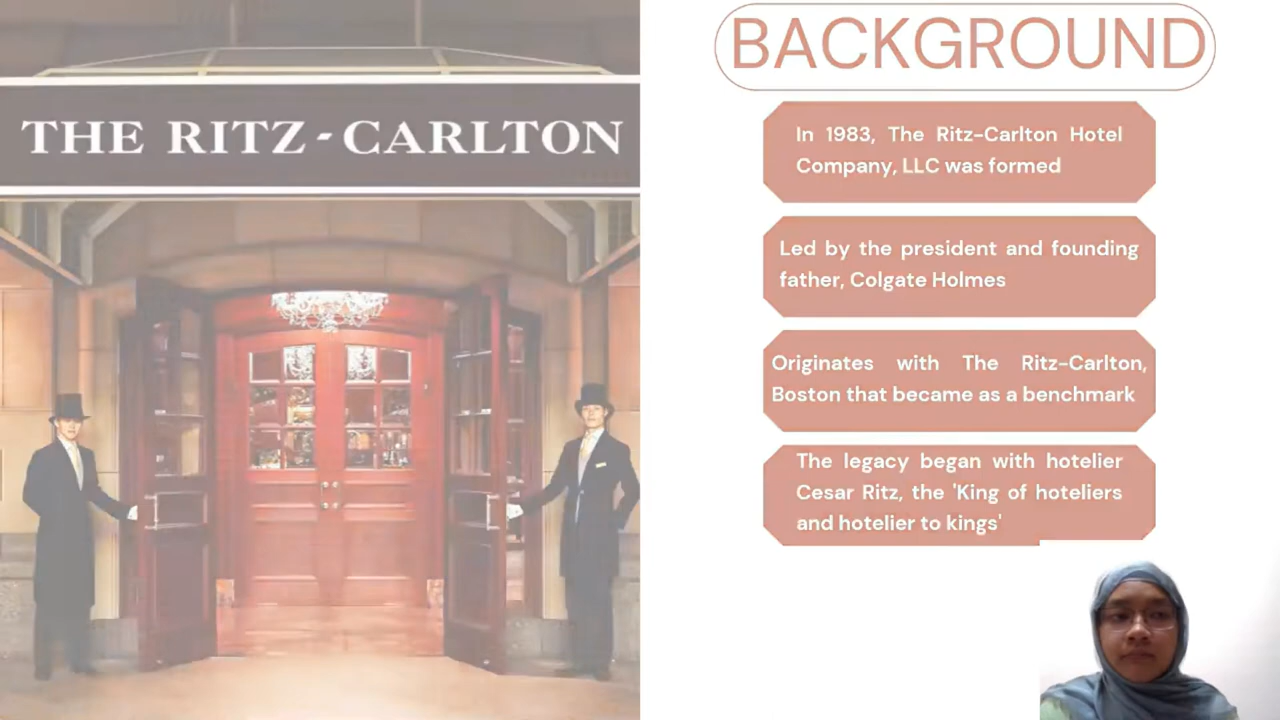 THE RITZ-CARLTON
BACKGROUND
In 1983, The Ritz-Carlton Hotel
Company, LLC was formed
Led by the president and founding
father, Colgate Holmes
Originates with The Ritz-Carlton,
Boston that became as a benchmark
The legacy began with hotelier
Cesar Ritz, the 'King of hoteliers
and hotelier to kings'